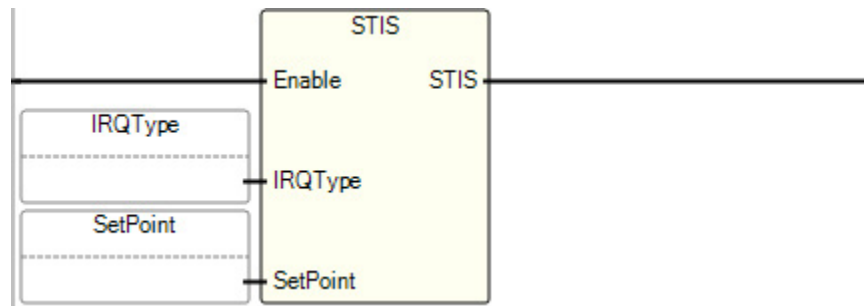 STIS
Enable STIS
IRQType
IRQType
SetPoint
SetPoint